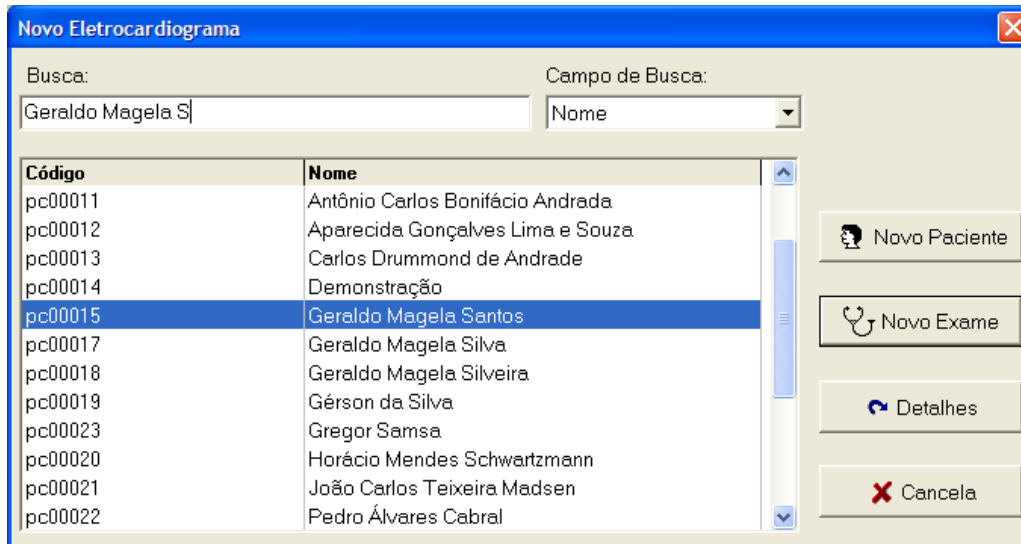 Novo Eletrocardiograma
Busca: Campo de Busca:
Geraldo Magela S Nome
Código Nome
pc00011 Antônio Carlos Bonifácio Andrada
pc00012 Aparecida Gonçalves Lima e Souza
pc00013 Carlos Drummond de Andrade
pc00014 Demonstração
pc00015 Geraldo Magela Santos
pc00017 Geraldo Magela Silva
pc00018 Geraldo Magela Silveira
pc00019 Gérson da Silva
pc00023 Gregor Samsa
pc00020 Horácio Mendes Schwartzmann
pc00021 João Carlos Teixeira Madsen
pc00022 Pedro Álvares Cabral
Novo Paciente
Novo Exame
Detalhes
Cancela